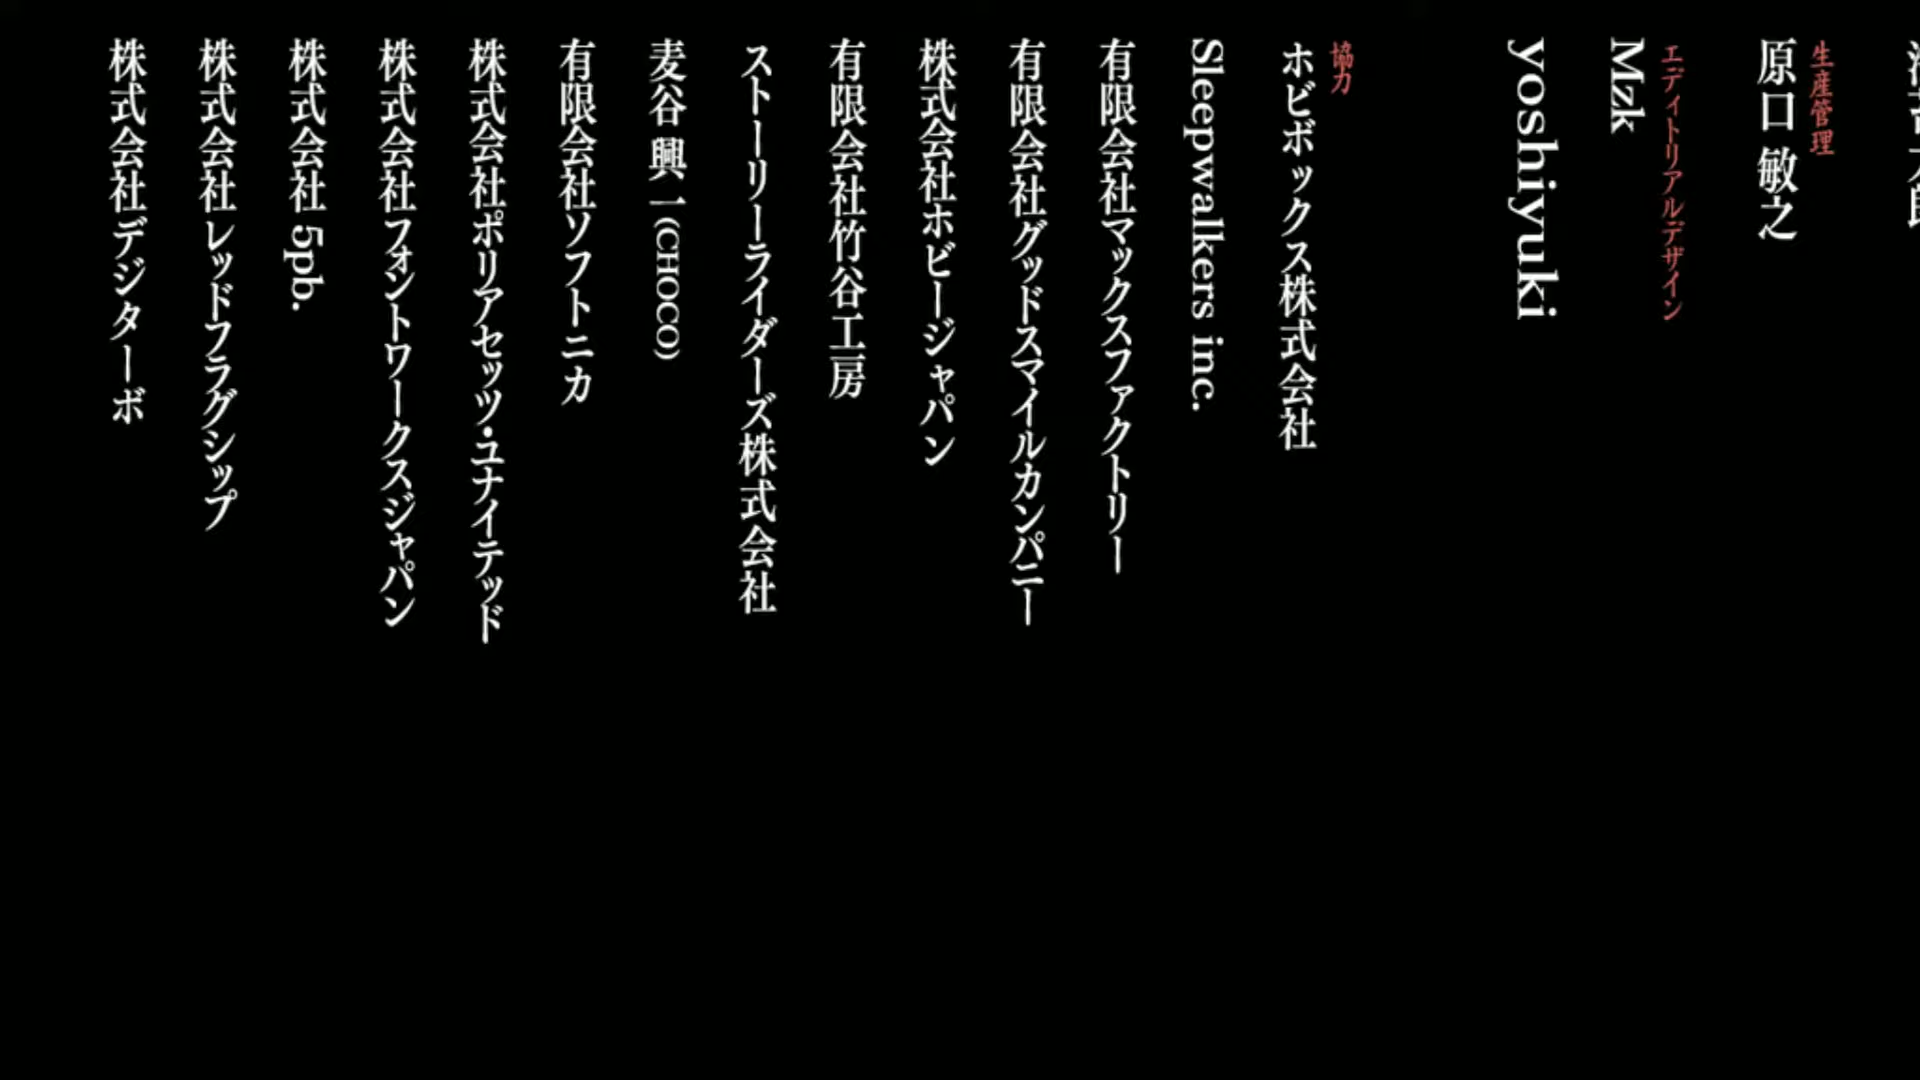 生産管理
原口 敏之
エディトリアルデザイン
Mzk
yoshiyuki
協力
ホビボックス株式会社
Sleepwalkers inc.
有限会社マックスファクトリー
有限会社グッドスマイルカンパニー
株式会社ホビージャパン
有限会社竹谷工房
ストーリーライダーズ株式会社
麦谷 興一(CHOCO)
有限会社ソフトニカ
株式会社ポリアセッツ・ユナイテッド
株式会社フォントワークスジャパン
株式会社 5pb.
株式会社レッドフラグシップ
株式会社デジターボ